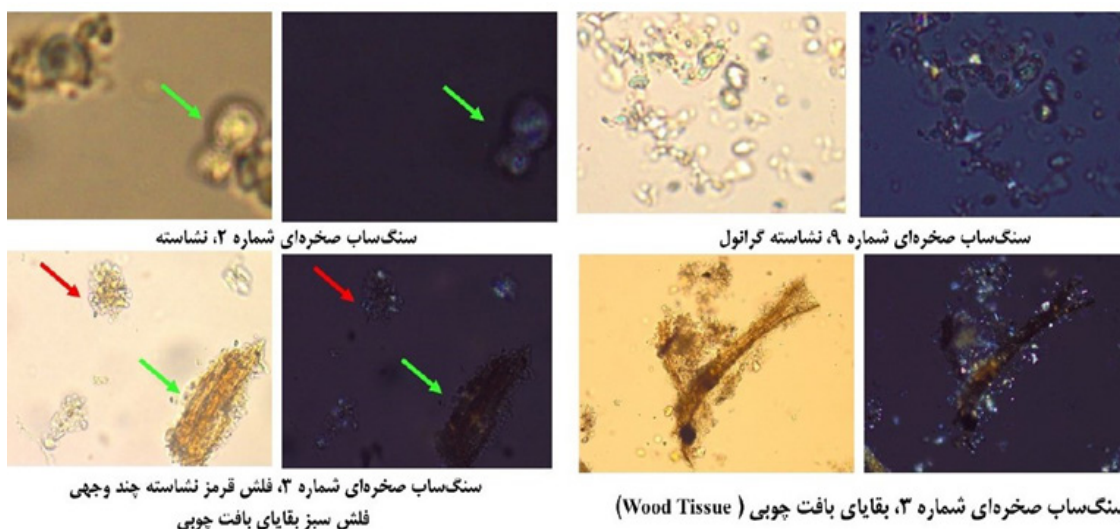 سنگ‌ساب صخره‌ای شماره ۲، نشاسته
سنگ‌ساب صخره‌ای شماره ۹، نشاسته گرانول
سنگ‌ساب صخره‌ای شماره ۳، فلش قرمز نشاسته چند وجهی
فلش سبز بقایای بافت چوبی
سنگ‌ساب صخره‌ای شماره ۳، بقایای بافت چوبی ( Wood Tissue)